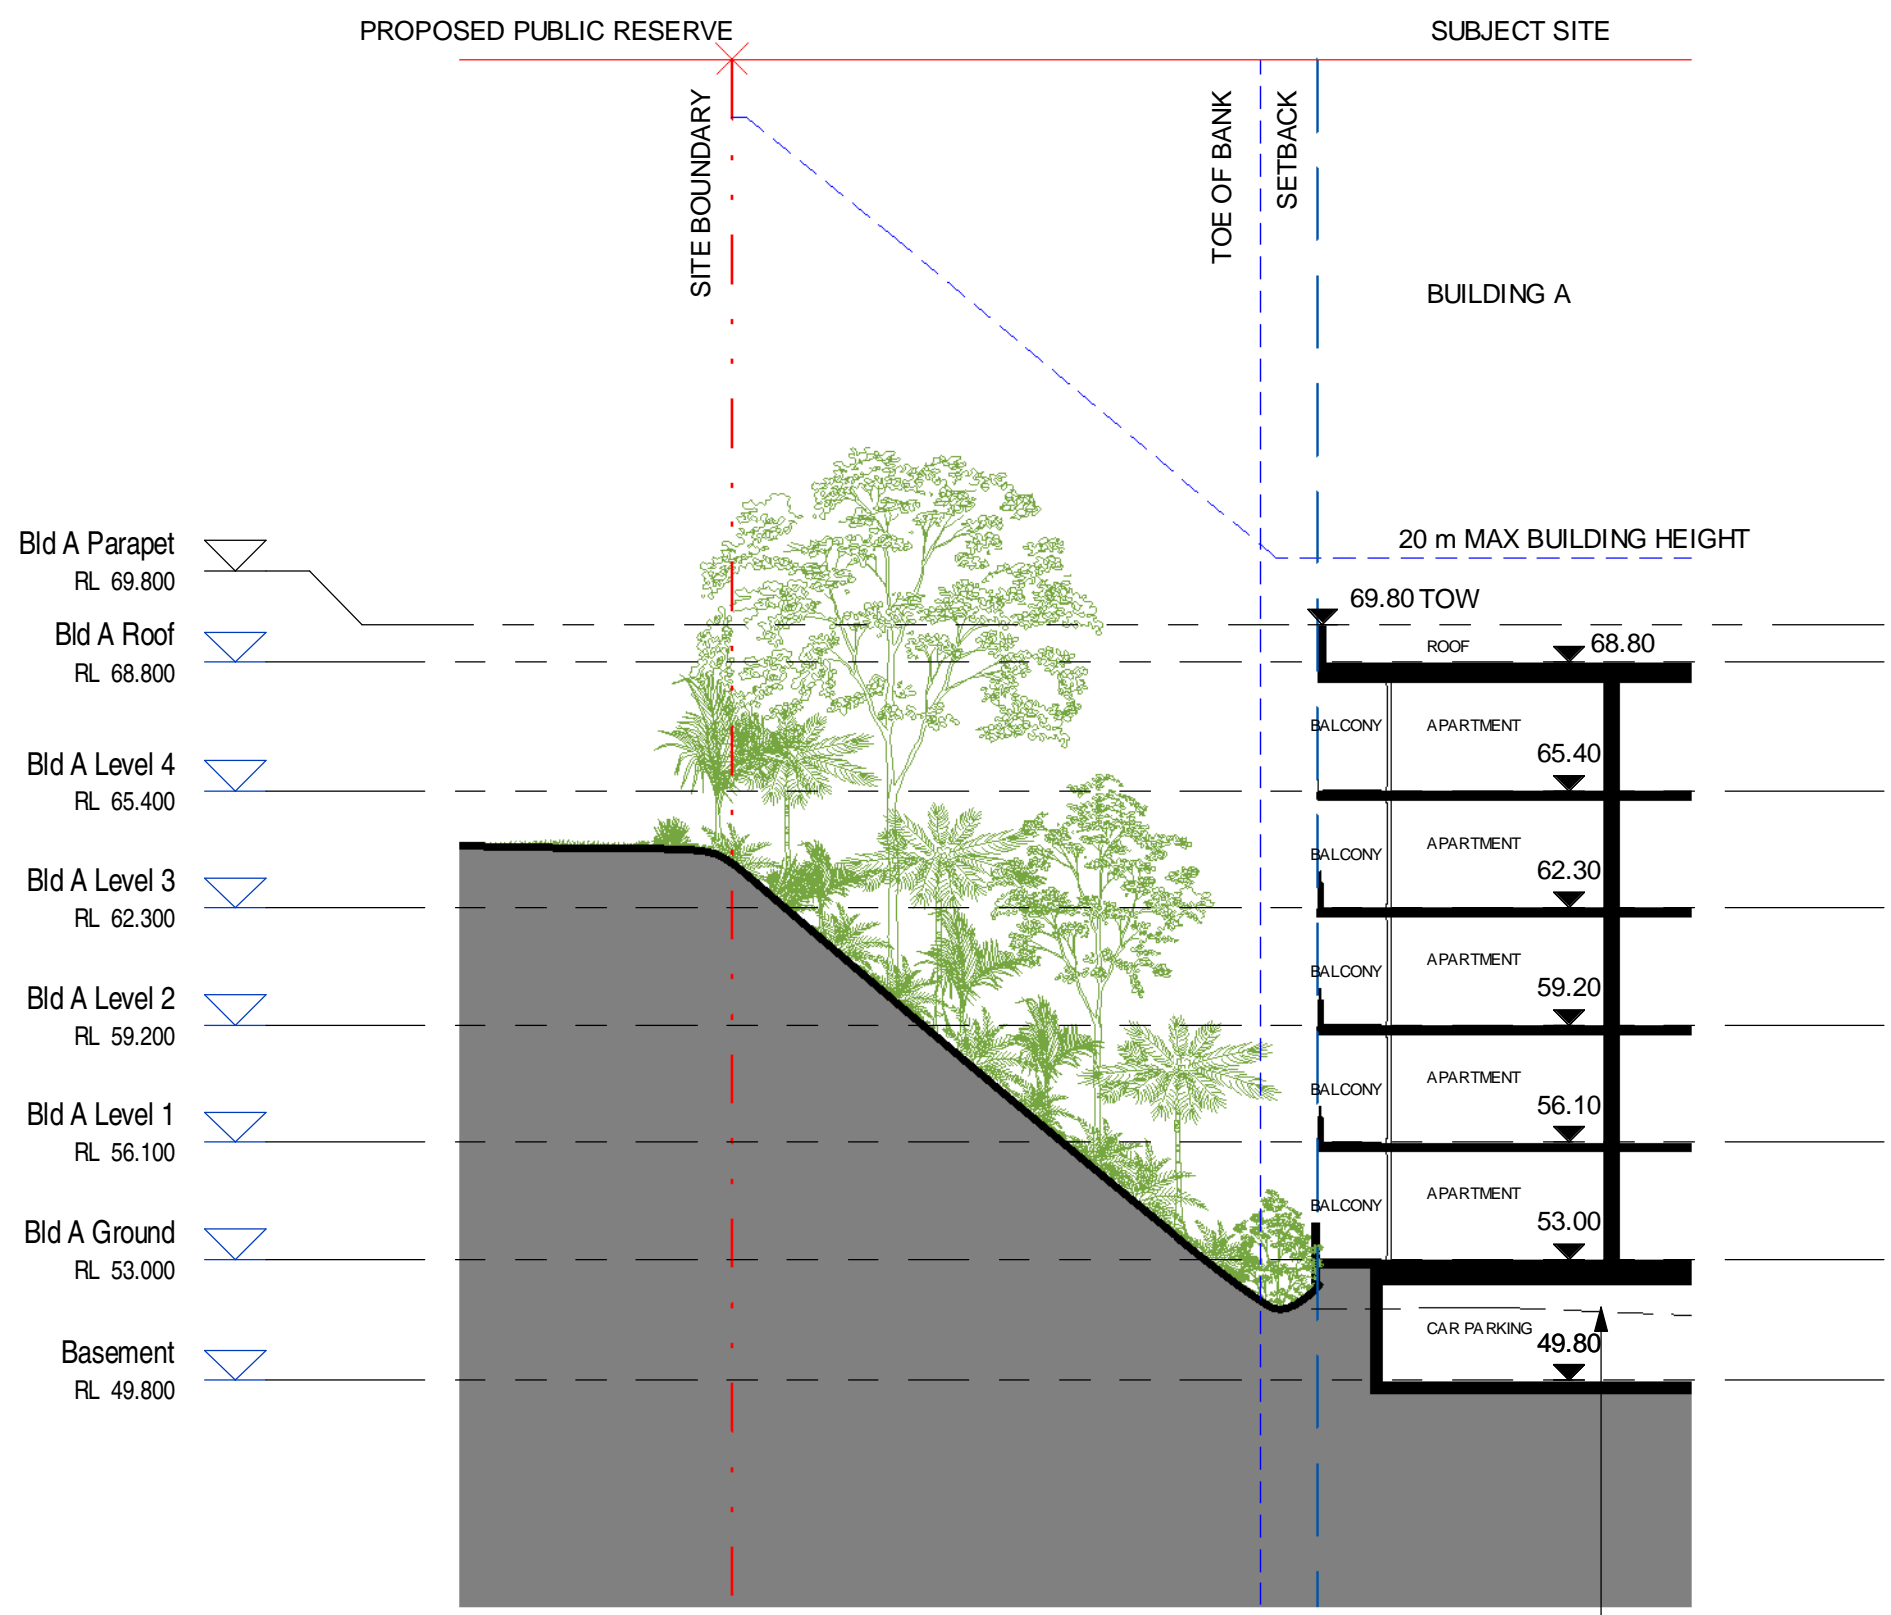 PROPOSED PUBLIC RESERVE
SUBJECT SITE
SITE BOUNDARY
TOE OF BANK
SETBACK
BUILDING A
20 m MAX BUILDING HEIGHT
Bld A Parapet
RL 69.800
69.80 TOW
Bld A Roof
RL 68.800
ROOF
68.80
BALCONY
APARTMENT
Bld A Level 4
RL 65.400
65.40
BALCONY
APARTMENT
Bld A Level 3
RL 62.300
62.30
BALCONY
APARTMENT
Bld A Level 2
RL 59.200
59.20
BALCONY
APARTMENT
Bld A Level 1
RL 56.100
56.10
BALCONY
APARTMENT
Bld A Ground
RL 53.000
53.00
CAR PARKING
Basement
RL 49.800
49.80